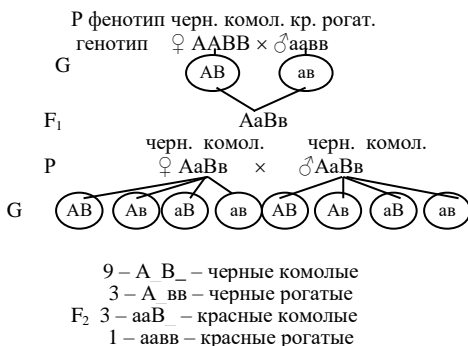 P фенотип черн. комол. кр. рогат.
генотип ♀ ААВВ × ♂аавв
G АВ ав
F₁ АаВв
черн. комол. черн. комол.
P ♀ АаВв × ♂АаВв
G АВ Ав аВ ав АВ Ав аВ ав
9 – А_В_ – черные комолые
3 – А_вв – черные рогатые
F₂ 3 – ааВ_ – красные комолые
1 – аавв – красные рогатые